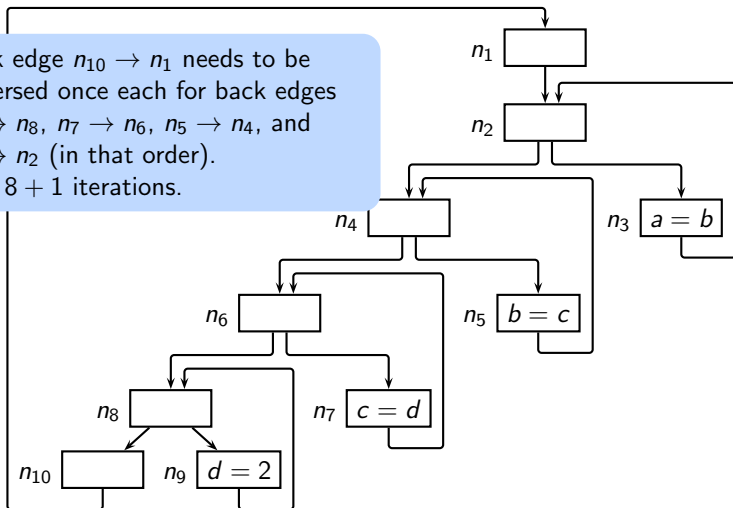 k edge n₁₀ → n₁ needs to be
ersed once each for back edges
→ n₈, n₇ → n₆, n₅ → n₄, and
→ n₂ (in that order).
8 + 1 iterations.
n₁
n₂
n₄
n₃ a = b
n₆
n₅ b = c
n₈
n₇ c = d
n₁₀
n₉ d = 2